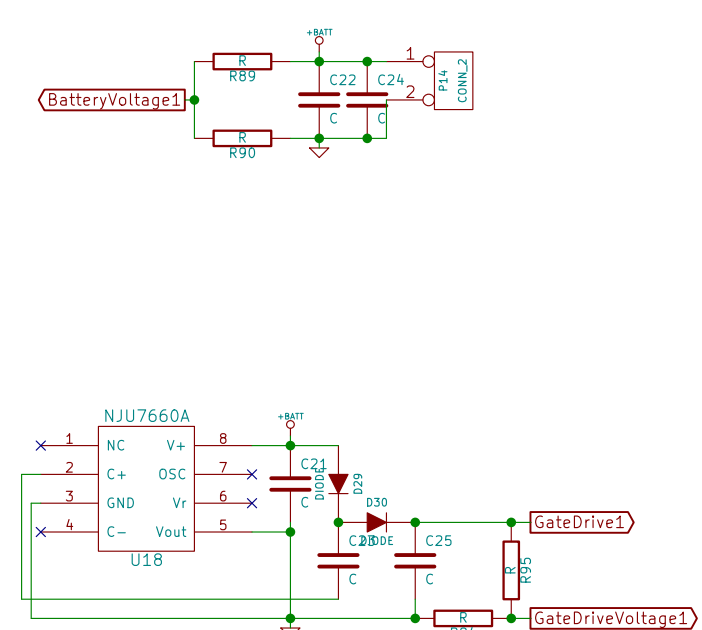 +BATT
R
R89
C22
C24
1
P14
CONN_2
BatteryVoltage1
2
C
C
R
R90
NJU7660A
+BATT
1
NC
V+
8
2
C+
OSC
7
3
GND
Vr
6
4
C-
Vout
5
U18
C21
C
DIODE
D29
D30
DIODE
C23
C
C25
C
GateDrive1
R
R95
R
GateDriveVoltage1